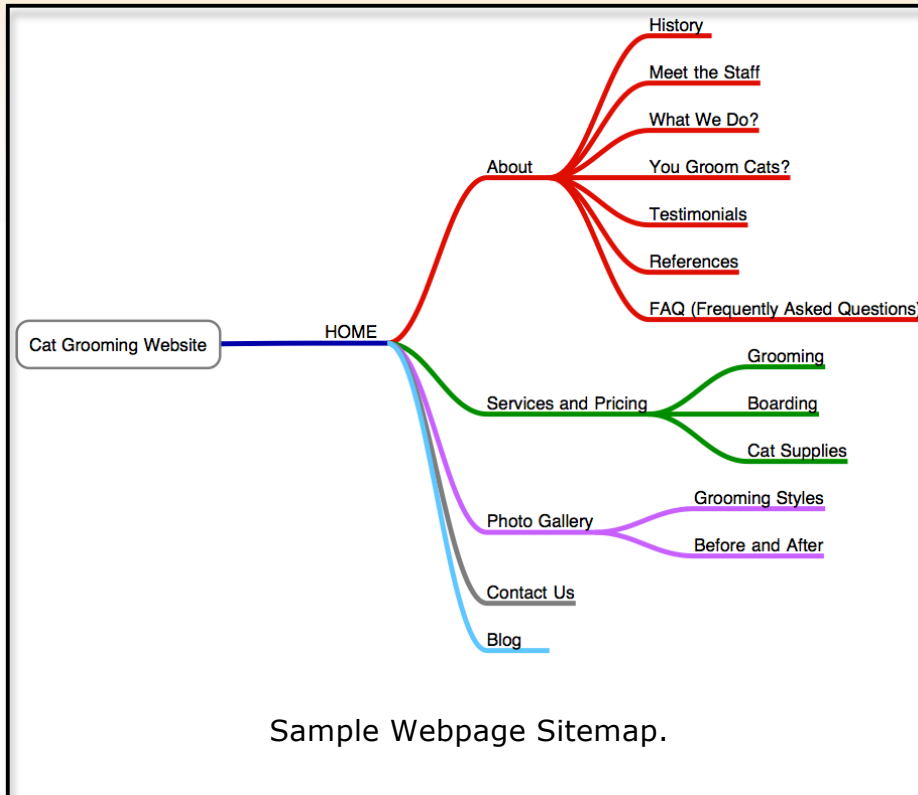 History
Meet the Staff
What We Do?
About
You Groom Cats?
Testimonials
References
FAQ (Frequently Asked Questions)
HOME
Cat Grooming Website
Grooming
Services and Pricing
Boarding
Cat Supplies
Grooming Styles
Photo Gallery
Before and After
Contact Us
Blog
Sample Webpage Sitemap.